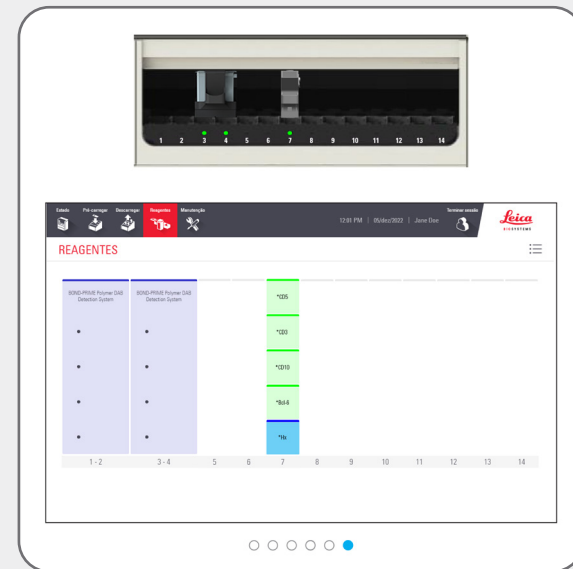 1 2 3 4 5 6 7 8 9 10 11 12 13 14
Estado Pré-carregar Descarregar Reagentes Manutenção
12:01 PM | 05/dez/2022 | Jane Doe
Terminar sessão
Leica
BIOSYSTEMS
REAGENTES
BOND-PRIME Polymer DAB
Detection System
BOND-PRIME Polymer DAB
Detection System
*CD5
*CD3
*CD10
*Bcl-6
*Hx
1 - 2 3 - 4 5 6 7 8 9 10 11 12 13 14